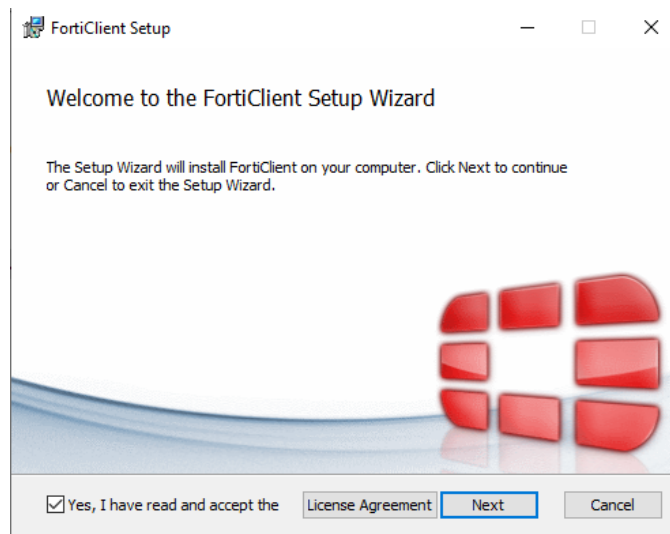 FortiClient Setup
Welcome to the FortiClient Setup Wizard
The Setup Wizard will install FortiClient on your computer. Click Next to continue
or Cancel to exit the Setup Wizard.
Yes, I have read and accept the License Agreement Next Cancel